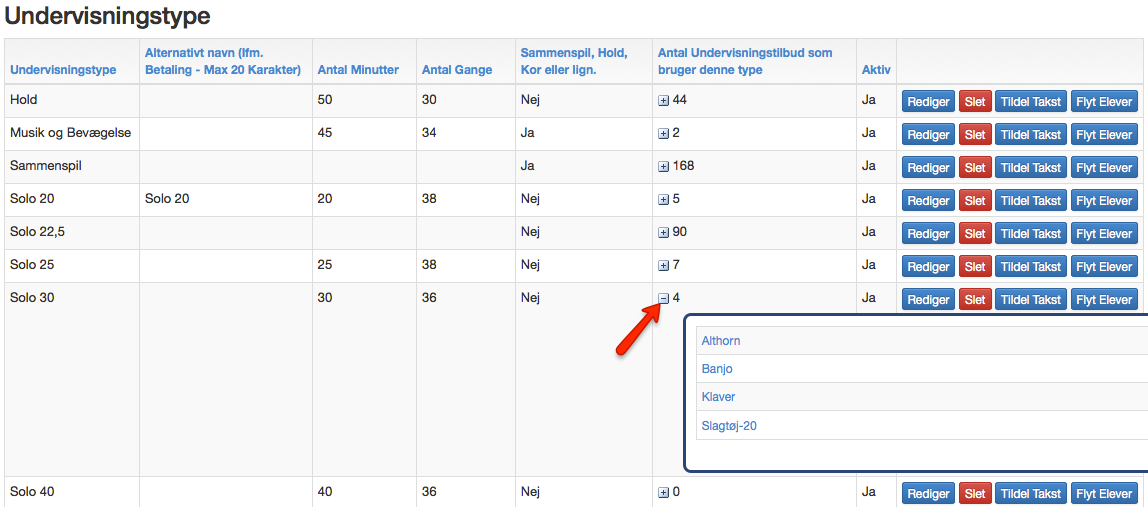 Undervisningstype
Undervisningstype Alternativt navn (Ifm. Betaling - Max 20 Karakter) Antal Minutter Antal Gange Sammenspil, Hold, Kor eller lign. Antal Undervisningstilbud som bruger denne type Aktiv
Hold 50 30 Nej 44 Ja Rediger Slet Tildel Takst Flyt Elever
Musik og Bevægelse 45 34 Ja 2 Ja Rediger Slet Tildel Takst Flyt Elever
Sammenspil Ja 168 Ja Rediger Slet Tildel Takst Flyt Elever
Solo 20 Solo 20 20 38 Nej 5 Ja Rediger Slet Tildel Takst Flyt Elever
Solo 22,5 Nej 90 Ja Rediger Slet Tildel Takst Flyt Elever
Solo 25 25 38 Nej 7 Ja Rediger Slet Tildel Takst Flyt Elever
Solo 30 30 36 Nej 4 Ja Rediger Slet Tildel Takst Flyt Elever
Althorn
Banjo
Klaver
Slagtøj-20
Solo 40 40 36 Nej 0 Ja Rediger Slet Tildel Takst Flyt Elever